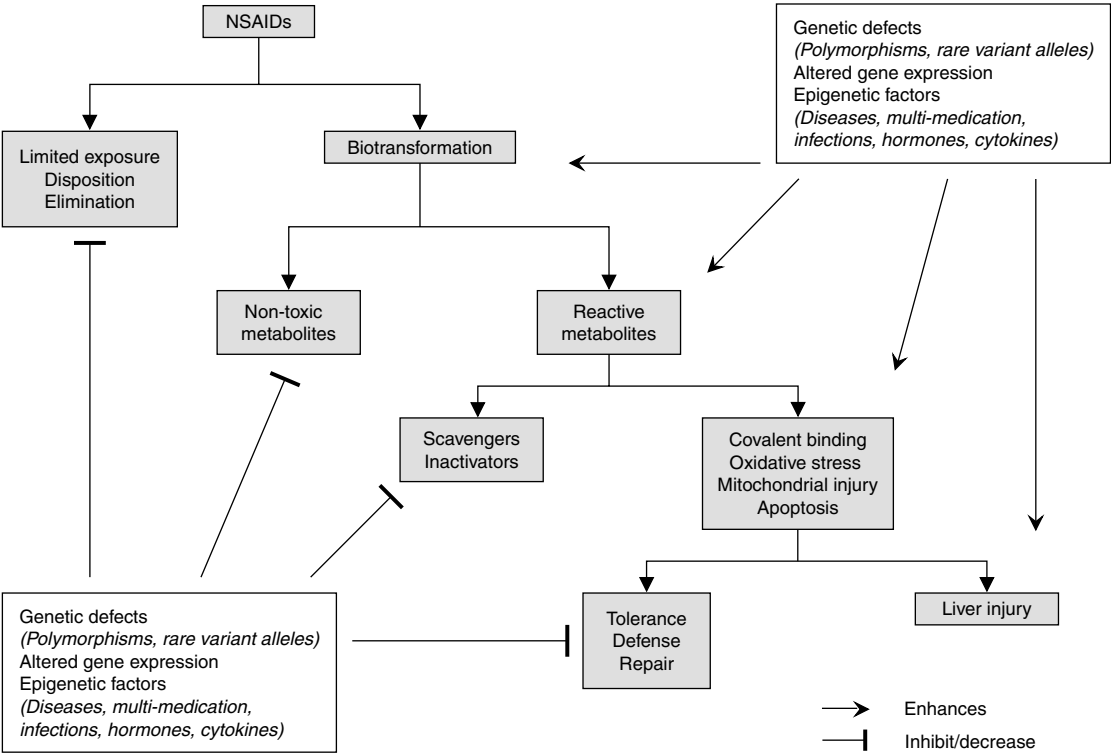 NSAIDs
Genetic defects
(Polymorphisms, rare variant alleles)
Altered gene expression
Epigenetic factors
(Diseases, multi-medication,
infections, hormones, cytokines)
Limited exposure
Disposition
Elimination
Biotransformation
Non-toxic
metabolites
Reactive
metabolites
Scavengers
Inactivators
Covalent binding
Oxidative stress
Mitochondrial injury
Apoptosis
Genetic defects
(Polymorphisms, rare variant alleles)
Altered gene expression
Epigenetic factors
(Diseases, multi-medication,
infections, hormones, cytokines)
Tolerance
Defense
Repair
Liver injury
Enhances
Inhibit/decrease